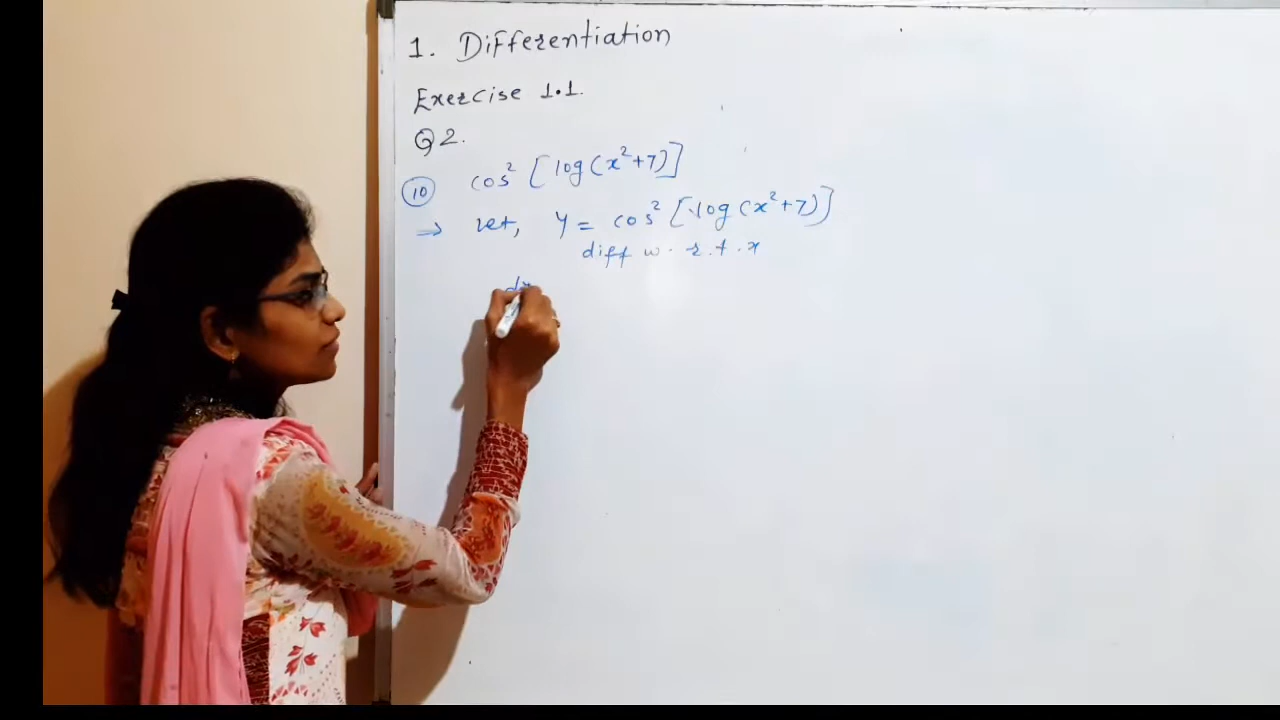 1. Differentiation
Exercise 1.1.
Q2.
10 cos² [log(x²+7)]
⇒ Let, y = cos² [log(x²+7)]
diff w.r.t.x